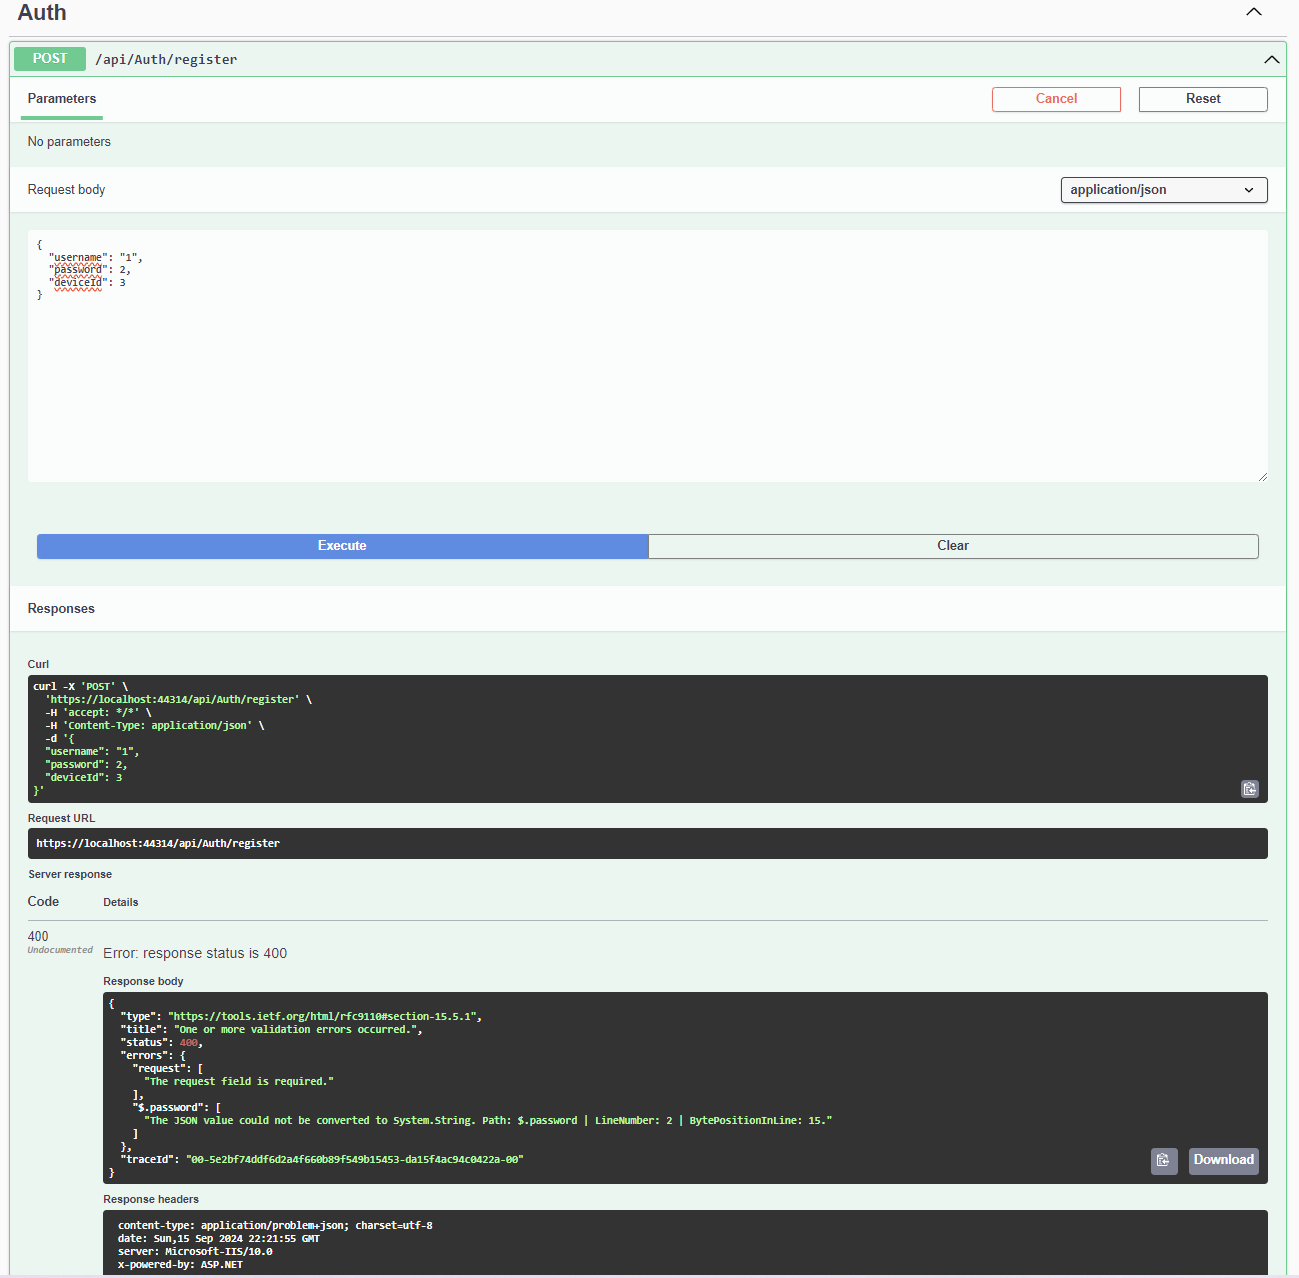 Auth
POST /api/Auth/register
Parameters
Cancel
Reset
No parameters
Request body
application/json
{
"username": "1",
"password": 2,
"deviceId": 3
}
Execute
Clear
Responses
Curl
curl -X 'POST' \
'https://localhost:44314/api/Auth/register' \
-H 'accept: */*' \
-H 'Content-Type: application/json' \
-d '{
"username": "1",
"password": 2,
"deviceId": 3
}'
Request URL
https://localhost:44314/api/Auth/register
Server response
Code Details
400
Undocumented
Error: response status is 400
Response body
{
"type": "https://tools.ietf.org/html/rfc9110#section-15.5.1",
"title": "One or more validation errors occurred.",
"status": 400,
"errors": {
"request": [
"The request field is required."
],
"$.password": [
"The JSON value could not be converted to System.String. Path: $.password | LineNumber: 2 | BytePositionInLine: 15."
]
},
"traceId": "00-5e2bf74ddf6d2a4f660b89f549b15453-da15f4ac94c0422a-00"
}
Download
Response headers
content-type: application/problem+json; charset=utf-8
date: Sun,15 Sep 2024 22:21:55 GMT
server: Microsoft-IIS/10.0
x-powered-by: ASP.NET